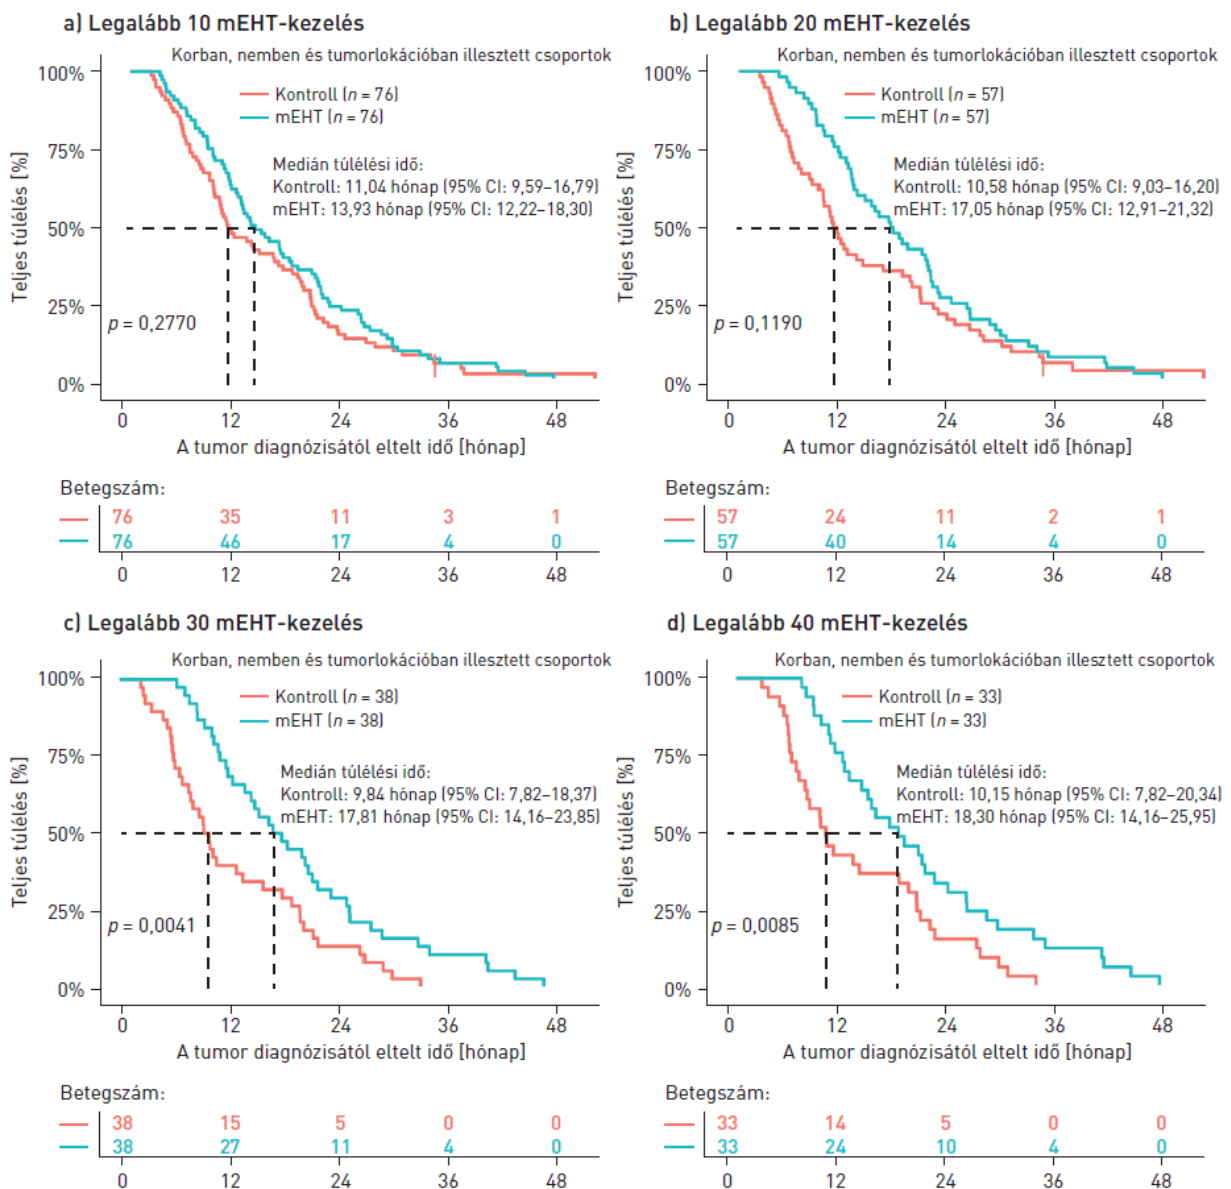 a) Legalább 10 mEHT-kezelés
Korban, nemben és tumorlokációban illesztett csoportok
100%
75%
50%
25%
0%
Teljes túlélés [%]
Kontroll (n = 76)
mEHT (n = 76)
Medián túlélési idő:
Kontroll: 11,04 hónap (95% CI: 9,59–16,79)
mEHT: 13,93 hónap (95% CI: 12,22–18,30)
p = 0,2770
0 12 24 36 48
A tumor diagnózisától eltelt idő [hónap]
Betegszám:
76 35 11 3 1
76 46 17 4 0
0 12 24 36 48
b) Legalább 20 mEHT-kezelés
Korban, nemben és tumorlokációban illesztett csoportok
100%
75%
50%
25%
0%
Teljes túlélés [%]
Kontroll (n = 57)
mEHT (n = 57)
Medián túlélési idő:
Kontroll: 10,58 hónap (95% CI: 9,03–16,20)
mEHT: 17,05 hónap (95% CI: 12,91–21,32)
p = 0,1190
0 12 24 36 48
A tumor diagnózisától eltelt idő [hónap]
Betegszám:
57 24 11 2 1
57 40 14 4 0
0 12 24 36 48
c) Legalább 30 mEHT-kezelés
Korban, nemben és tumorlokációban illesztett csoportok
100%
75%
50%
25%
0%
Teljes túlélés [%]
Kontroll (n = 38)
mEHT (n = 38)
Medián túlélési idő:
Kontroll: 9,84 hónap (95% CI: 7,82–18,37)
mEHT: 17,81 hónap (95% CI: 14,16–23,85)
p = 0,0041
0 12 24 36 48
A tumor diagnózisától eltelt idő [hónap]
Betegszám:
38 15 5 0 0
38 27 11 4 0
0 12 24 36 48
d) Legalább 40 mEHT-kezelés
Korban, nemben és tumorlokációban illesztett csoportok
100%
75%
50%
25%
0%
Teljes túlélés [%]
Kontroll (n = 33)
mEHT (n = 33)
Medián túlélési idő:
Kontroll: 10,15 hónap (95% CI: 7,82–20,34)
mEHT: 18,30 hónap (95% CI: 14,16–25,95)
p = 0,0085
0 12 24 36 48
A tumor diagnózisától eltelt idő [hónap]
Betegszám:
33 14 5 0 0
33 24 10 4 0
0 12 24 36 48